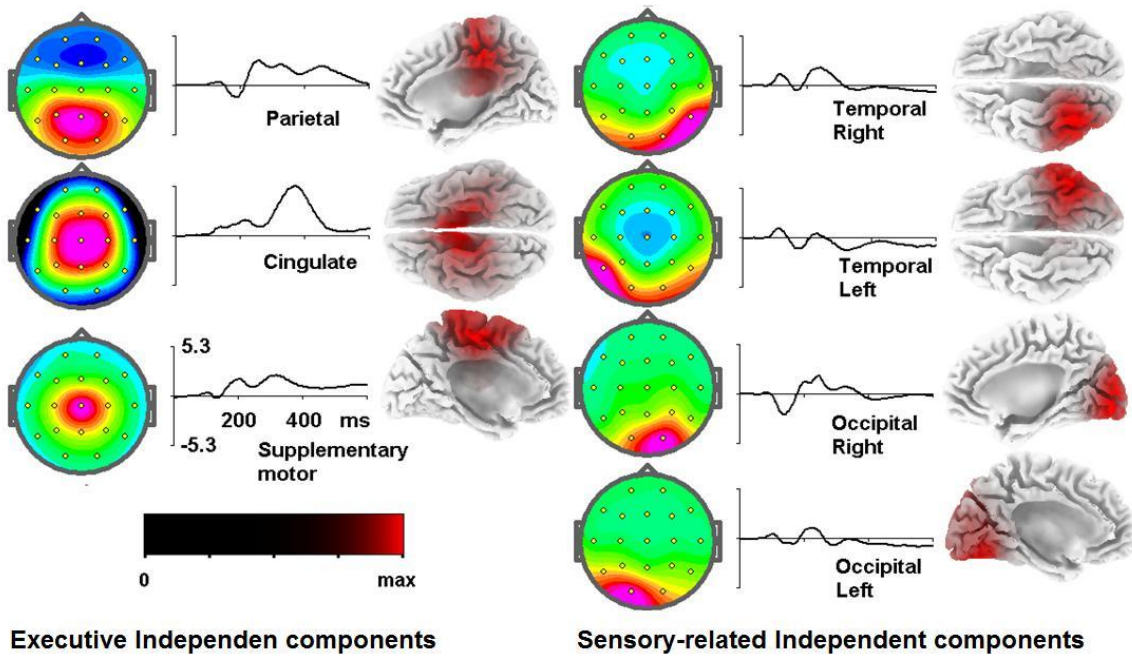 Parietal
Cingulate
5.3
200 400 ms
-5.3
Supplementary
motor
0 max
Executive Independen components
Temporal
Right
Temporal
Left
Occipital
Right
Occipital
Left
Sensory-related Independent components